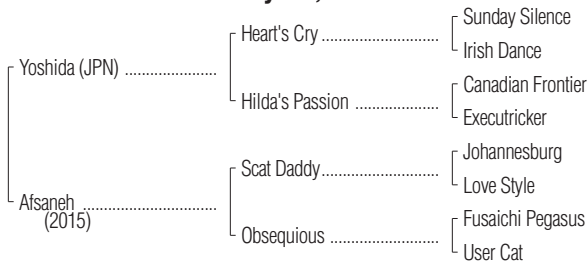 Sunday Silence
Heart's Cry
Irish Dance
Yoshida (JPN)
Canadian Frontier
Hilda's Passion
Executricker
Johannesburg
Scat Daddy
Love Style
Afsaneh
(2015)
Fusaichi Pegasus
Obsequious
User Cat